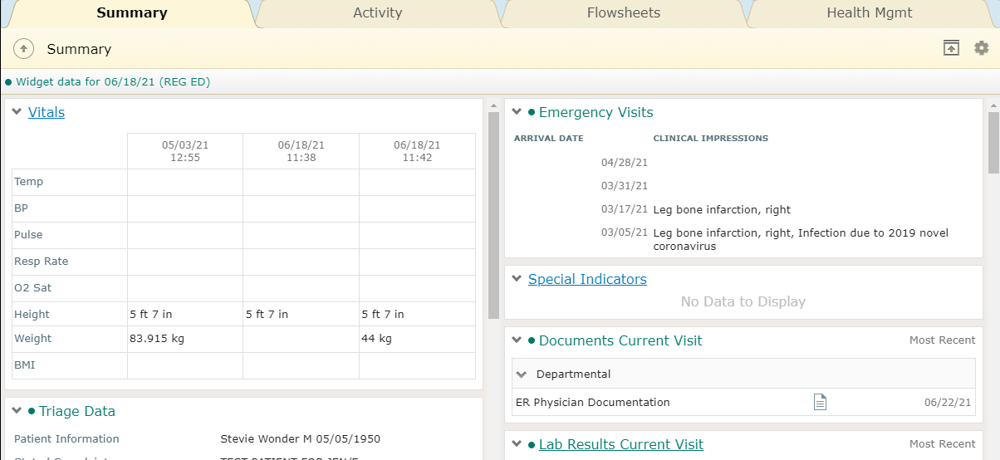 Summary
Activity
Flowsheets
Health Mgmt
Summary
Widget data for 06/18/21 (REG ED)
Vitals
05/03/21 06/18/21 06/18/21
12:55 11:38 11:42
Temp
BP
Pulse
Resp Rate
O2 Sat
Height 5 ft 7 in 5 ft 7 in 5 ft 7 in
Weight 83.915 kg 44 kg
BMI
Triage Data
Patient Information Stevie Wonder M 05/05/1950
Emergency Visits
ARRIVAL DATE CLINICAL IMPRESSIONS
04/28/21
03/31/21
03/17/21 Leg bone infarction, right
03/05/21 Leg bone infarction, right, Infection due to 2019 novel
coronavirus
Special Indicators
No Data to Display
Documents Current Visit Most Recent
Departmental
ER Physician Documentation 06/22/21
Lab Results Current Visit Most Recent